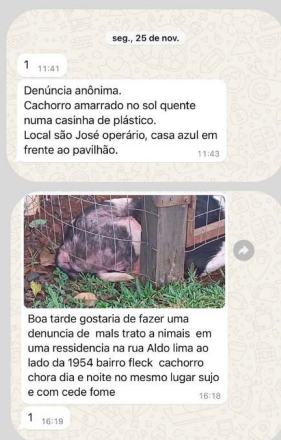 seg., 25 de nov.
1 11:41
Denúncia anônima.
Cachorro amarrado no sol quente
numa casinha de plástico.
Local são José operário, casa azul em
frente ao pavilhão.
11:43
Boa tarde gostaria de fazer uma
denuncia de mals trato a nimais em
uma ressidencia na rua Aldo lima ao
lado da 1954 bairro fleck cachorro
chora dia e noite no mesmo lugar sujo
e com cede fome
16:18
1 16:19